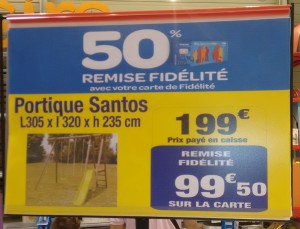 50%
REMISE FIDÉLITÉ
avec votre carte de Fidélité
Portique Santos
L305 x l 320 x h 235 cm
199€
Prix payé en caisse
REMISE
FIDÉLITÉ
99€50
SUR LA CARTE